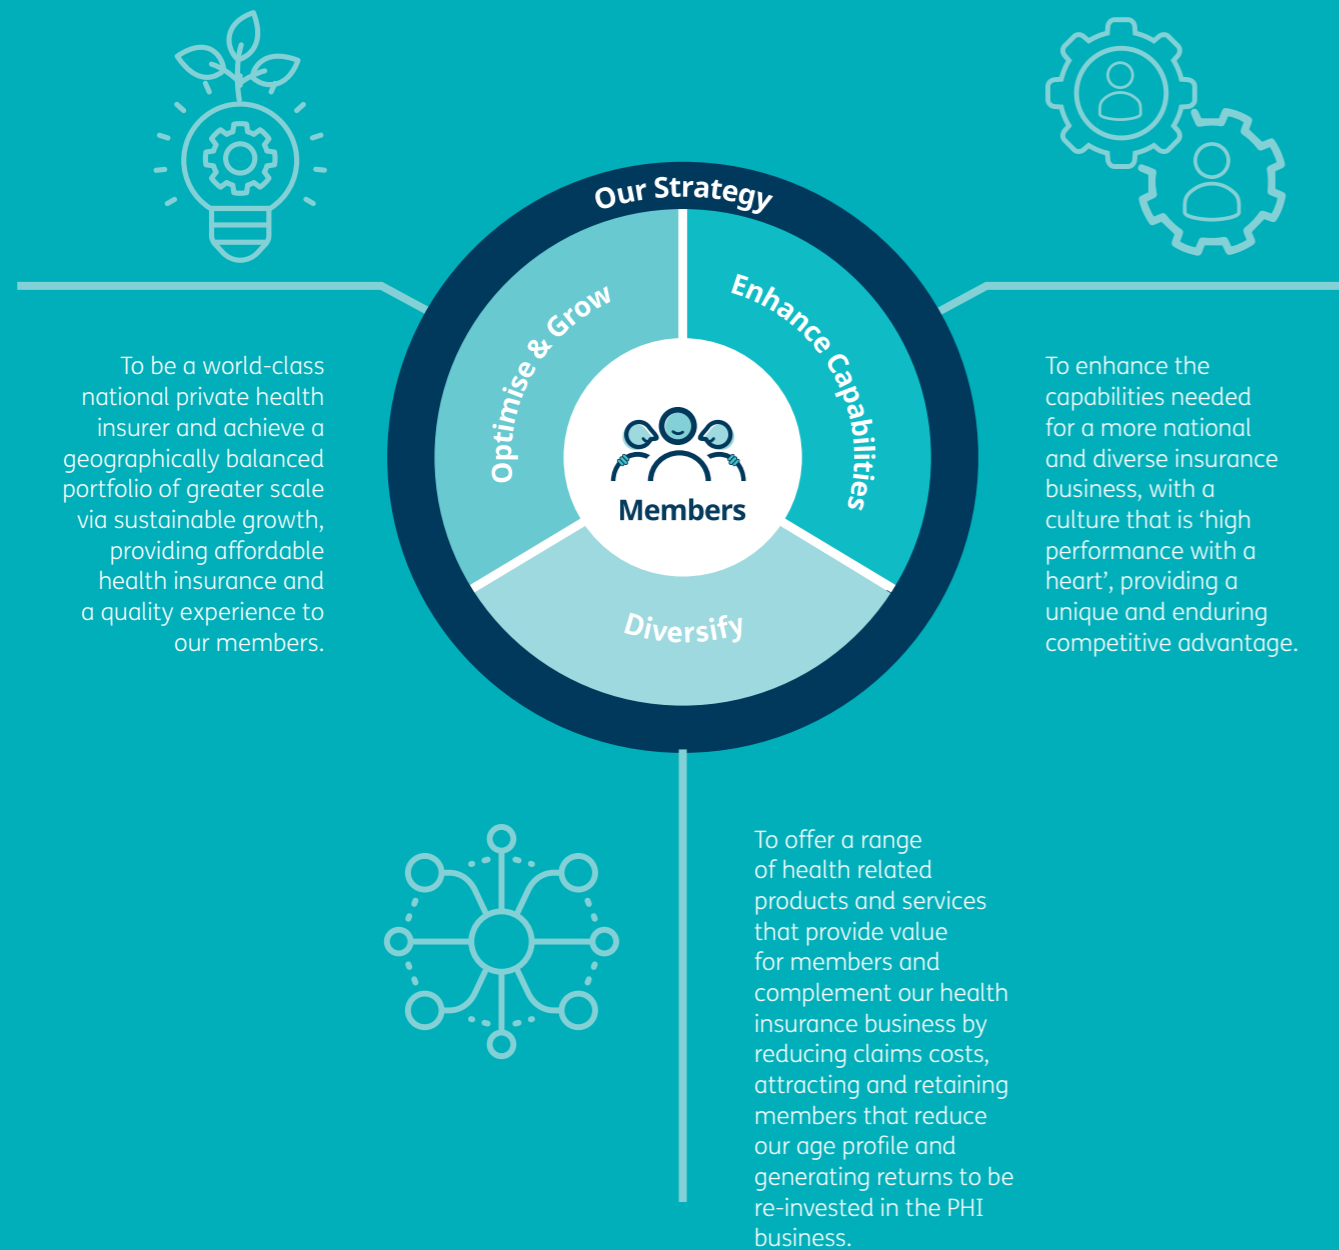 Our Strategy
Optimise & Grow
Enhance Capabilities
Members
Diversify
To be a world-class
national private health
insurer and achieve a
geographically balanced
portfolio of greater scale
via sustainable growth,
providing affordable
health insurance and
a quality experience to
our members.
To enhance the
capabilities needed
for a more national
and diverse insurance
business, with a
culture that is ‘high
performance with a
heart’, providing a
unique and enduring
competitive advantage.
To offer a range
of health related
products and services
that provide value
for members and
complement our health
insurance business by
reducing claims costs,
attracting and retaining
members that reduce
our age profile and
generating returns to be
re-invested in the PHI
business.